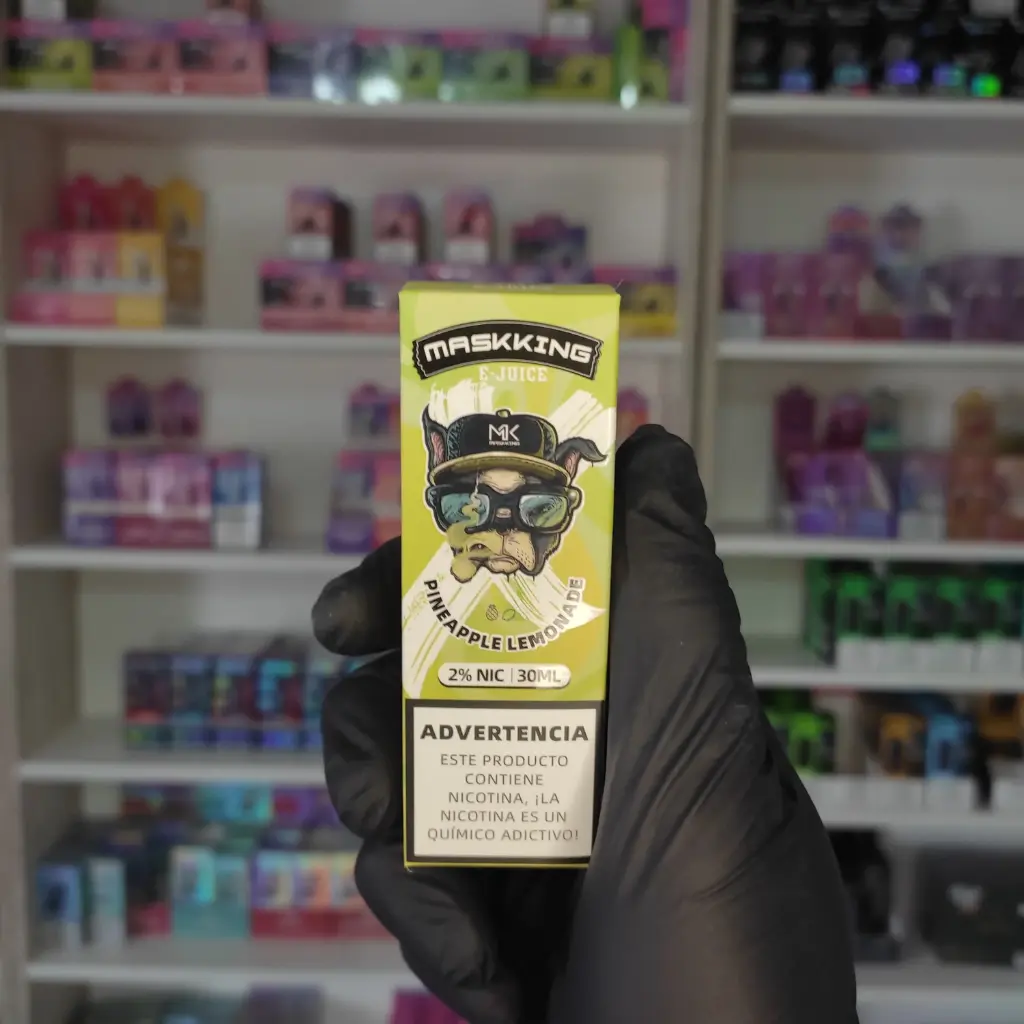 MASKKING
E-JUICE
MK
MASKKING
PINEAPPLE LEMONADE
2% NIC | 30ML
ADVERTENCIA
ESTE PRODUCTO
CONTIENE
NICOTINA, ¡LA
NICOTINA ES UN
QUÍMICO ADICTIVO!